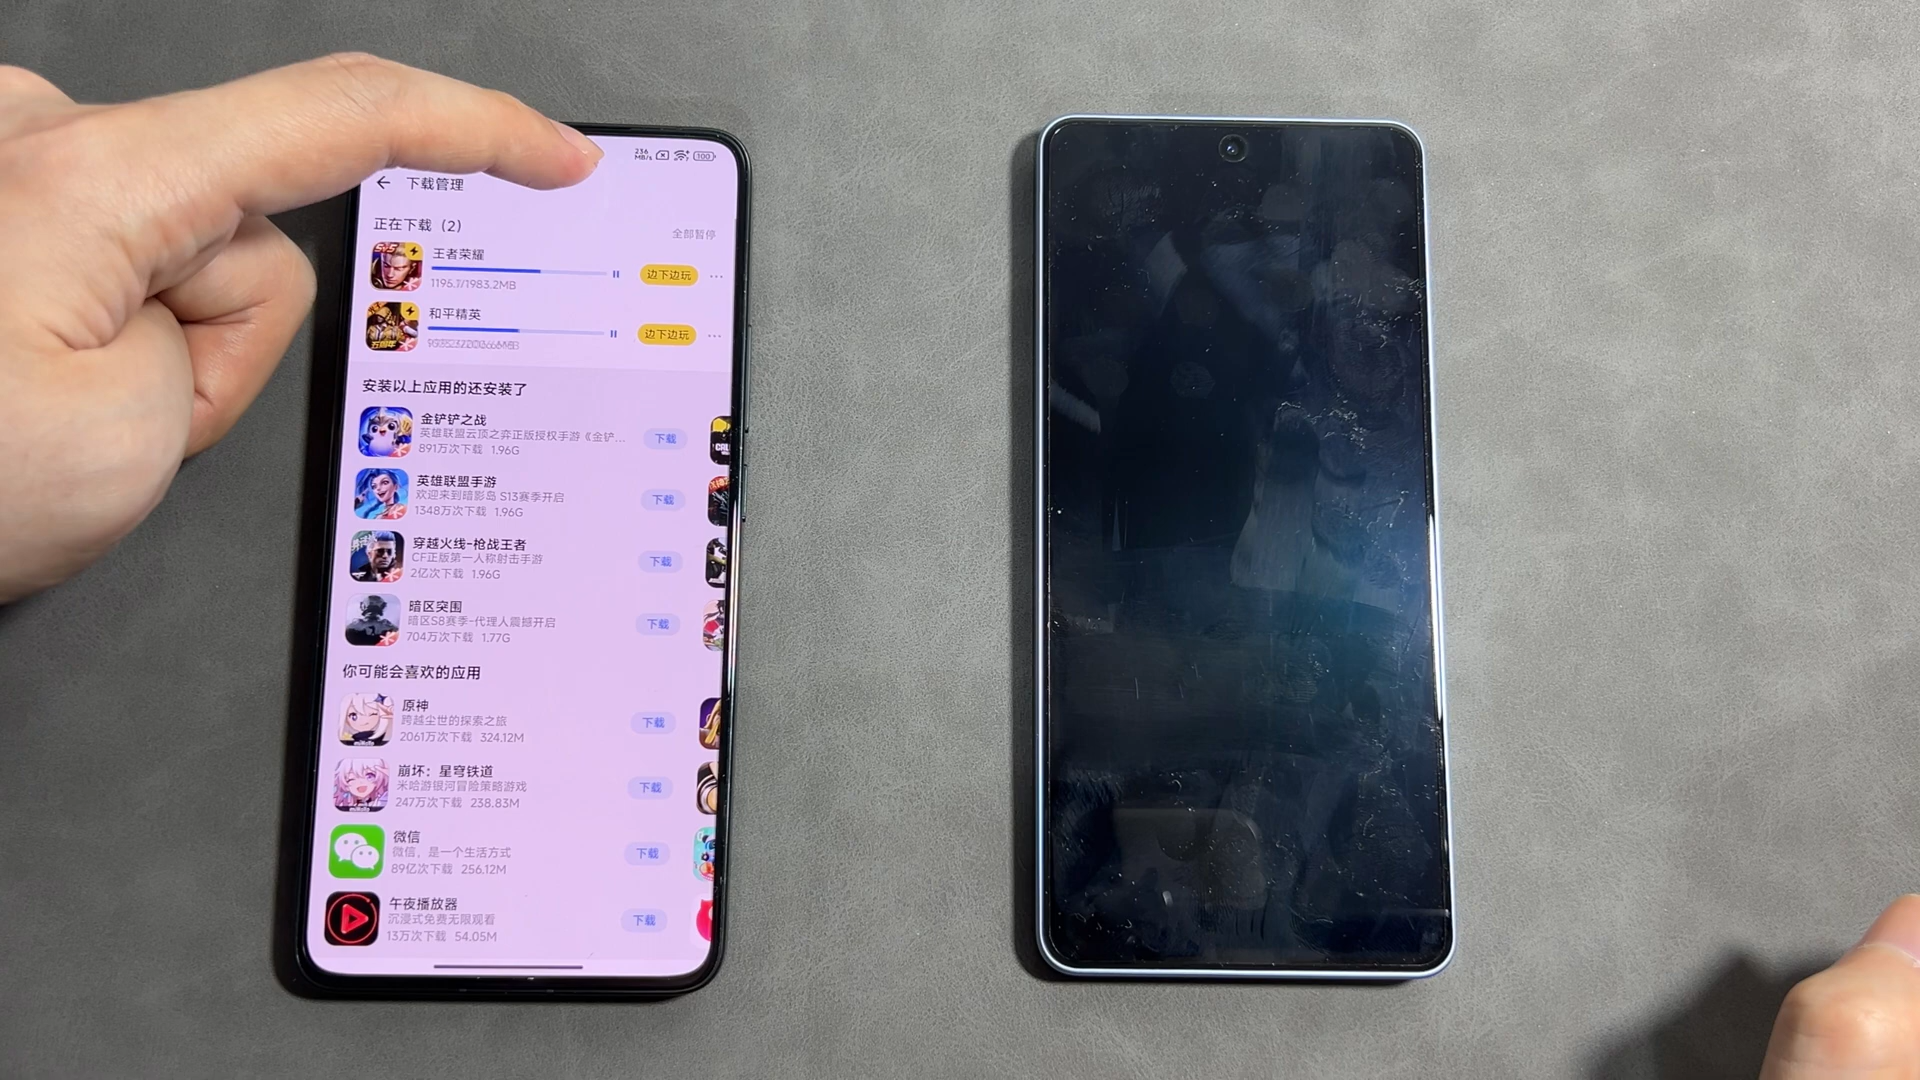 236
MB/s
100
下载管理
正在下载（2）
全部暂停
王者荣耀
边下边玩
1195.7/1983.2MB
和平精英
边下边玩
五周年
安装以上应用的还安装了
金铲铲之战
英雄联盟云顶之弈正版授权手游《金铲...
下载
891万次下载 1.96G
英雄联盟手游
欢迎来到暗影岛 S13赛季开启
下载
1348万次下载 1.96G
穿越火线-枪战王者
CF正版第一人称射击手游
下载
2亿次下载 1.96G
暗区突围
暗区S8赛季-代理人震撼开启
下载
704万次下载 1.77G
你可能会喜欢的应用
原神
跨越尘世的探索之旅
下载
2061万次下载 324.12M
崩坏：星穹铁道
米哈游银河冒险策略游戏
下载
247万次下载 238.83M
微信
微信，是一个生活方式
下载
89亿次下载 256.12M
午夜播放器
沉浸式免费无限观看
下载
13万次下载 54.05M